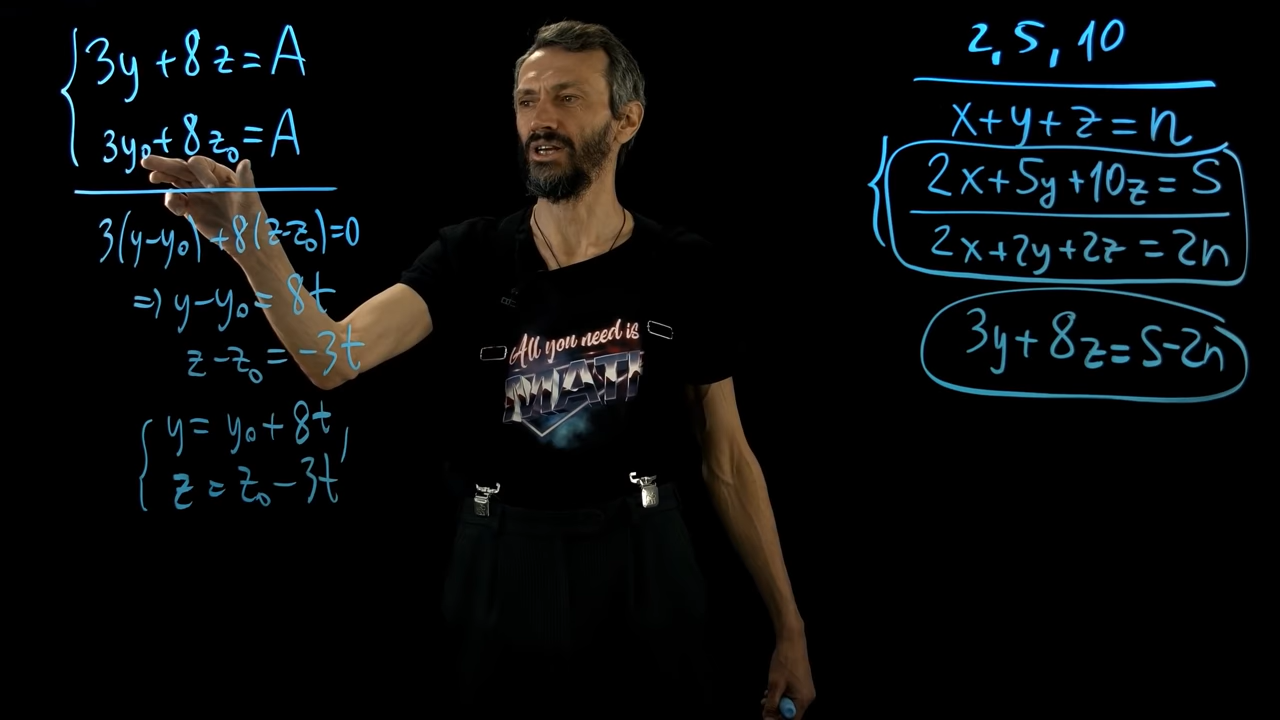 3y + 8z = A
3y₀ + 8z₀ = A
3(y-y₀) + 8(z-z₀)=0
⇒ y-y₀ = 8t
z-z₀ = -3t
y = y₀ + 8t,
z = z₀ - 3t
All you need is
MATH
2, 5, 10
x+y+z = n
2x+5y+10z = S
2x+2y+2z = 2n
3y+8z = S-2n